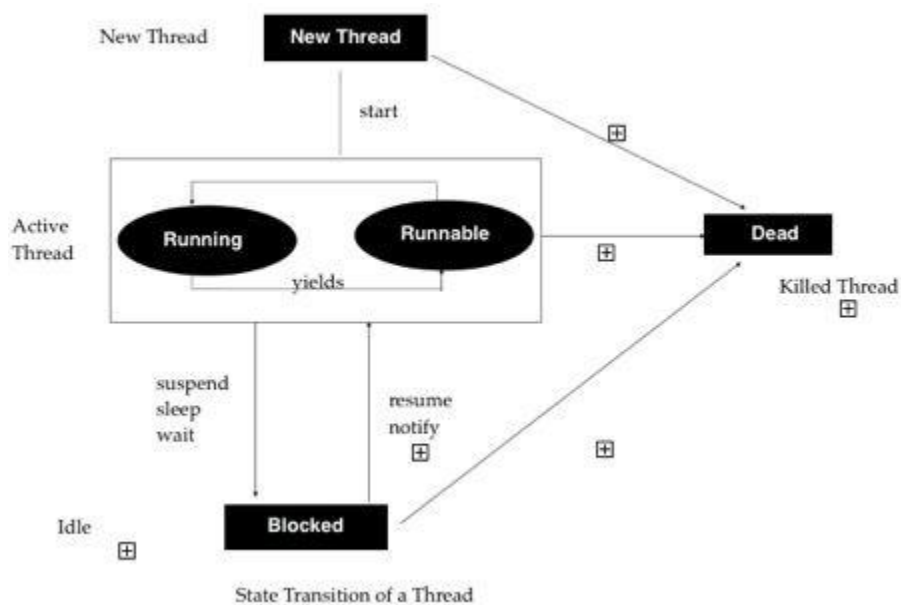 New Thread
New Thread
start
Active
Thread
Running
Runnable
yields
Dead
Killed Thread
suspend
sleep
wait
resume
notify
Idle
Blocked
State Transition of a Thread